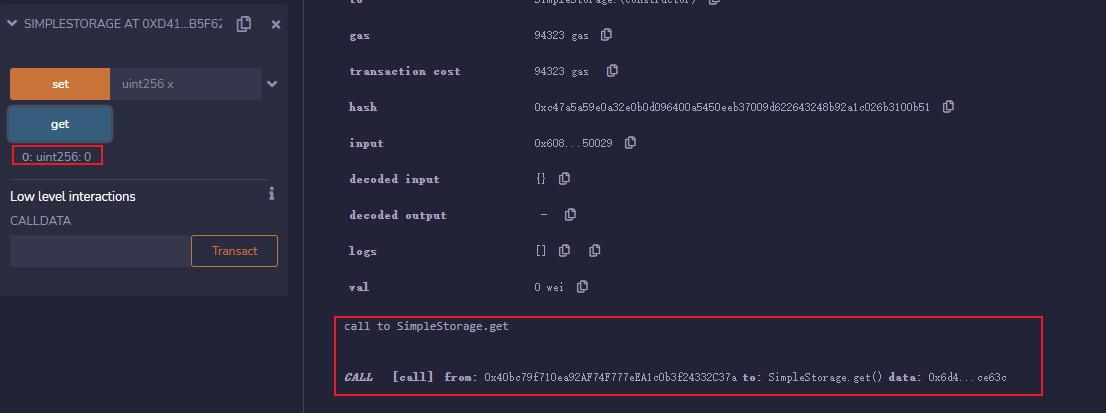 SIMPLESTORAGE AT 0XD41...B5F62
set uint256 x
get
0: uint256: 0
Low level interactions
CALLDATA
Transact
to SimpleStorage.(constructor)
gas 94323 gas
transaction cost 94323 gas
hash 0xc47a5a59e0a32e0b0d096400a5450eeb37009d622643248b92a1c026b3100b51
input 0x608...50029
decoded input {}
decoded output -
logs []
val 0 wei
call to SimpleStorage.get
CALL [call] from: 0x40bc79f710ea92AF74F777eEA1c0b3f24332C37a to: SimpleStorage.get() data: 0x6d4...ce63c